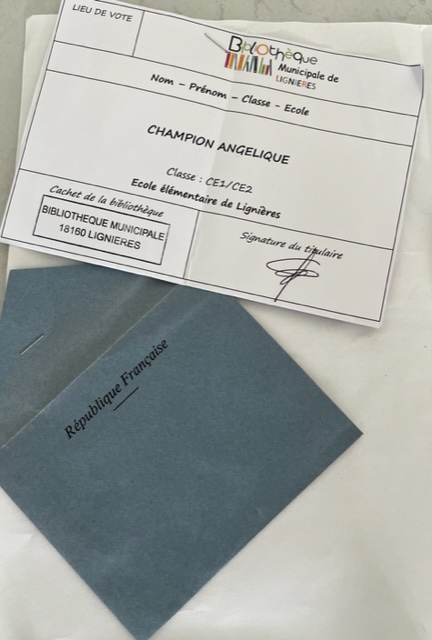 LIEU DE VOTE
Bibliothèque
Municipale de
LIGNIERES
Nom – Prénom – Classe – Ecole
CHAMPION ANGELIQUE
Classe : CE1/CE2
Ecole élémentaire de Lignières
Cachet de la bibliothèque
BIBLIOTHEQUE MUNICIPALE
18160 LIGNIERES
Signature du titulaire
République Française